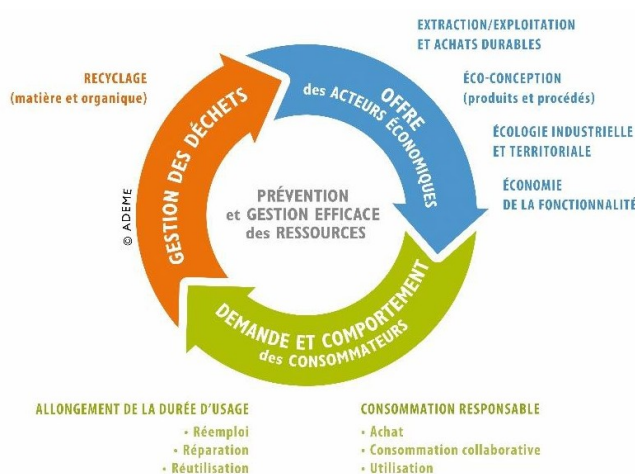 EXTRACTION/EXPLOITATION
ET ACHATS DURABLES
ÉCO-CONCEPTION
(produits et procédés)
ÉCOLOGIE INDUSTRIELLE
ET TERRITORIALE
ÉCONOMIE
DE LA FONCTIONNALITÉ
RECYCLAGE
(matière et organique)
OFFRE
des ACTEURS ÉCONOMIQUES
GESTION DES DÉCHETS
© ADEME
PRÉVENTION
et GESTION EFFICACE
des RESSOURCES
DEMANDE ET COMPORTEMENT
des CONSOMMATEURS
ALLONGEMENT DE LA DURÉE D'USAGE
• Réemploi
• Réparation
• Réutilisation
CONSOMMATION RESPONSABLE
• Achat
• Consommation collaborative
• Utilisation